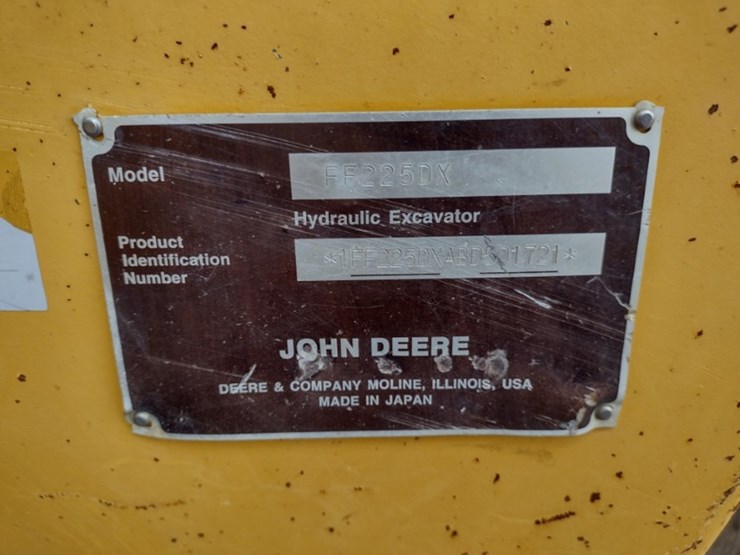 Model
FF225DX
Hydraulic Excavator
Product
Identification
Number
JOHN DEERE
DEERE & COMPANY MOLINE, ILLINOIS, USA
MADE IN JAPAN